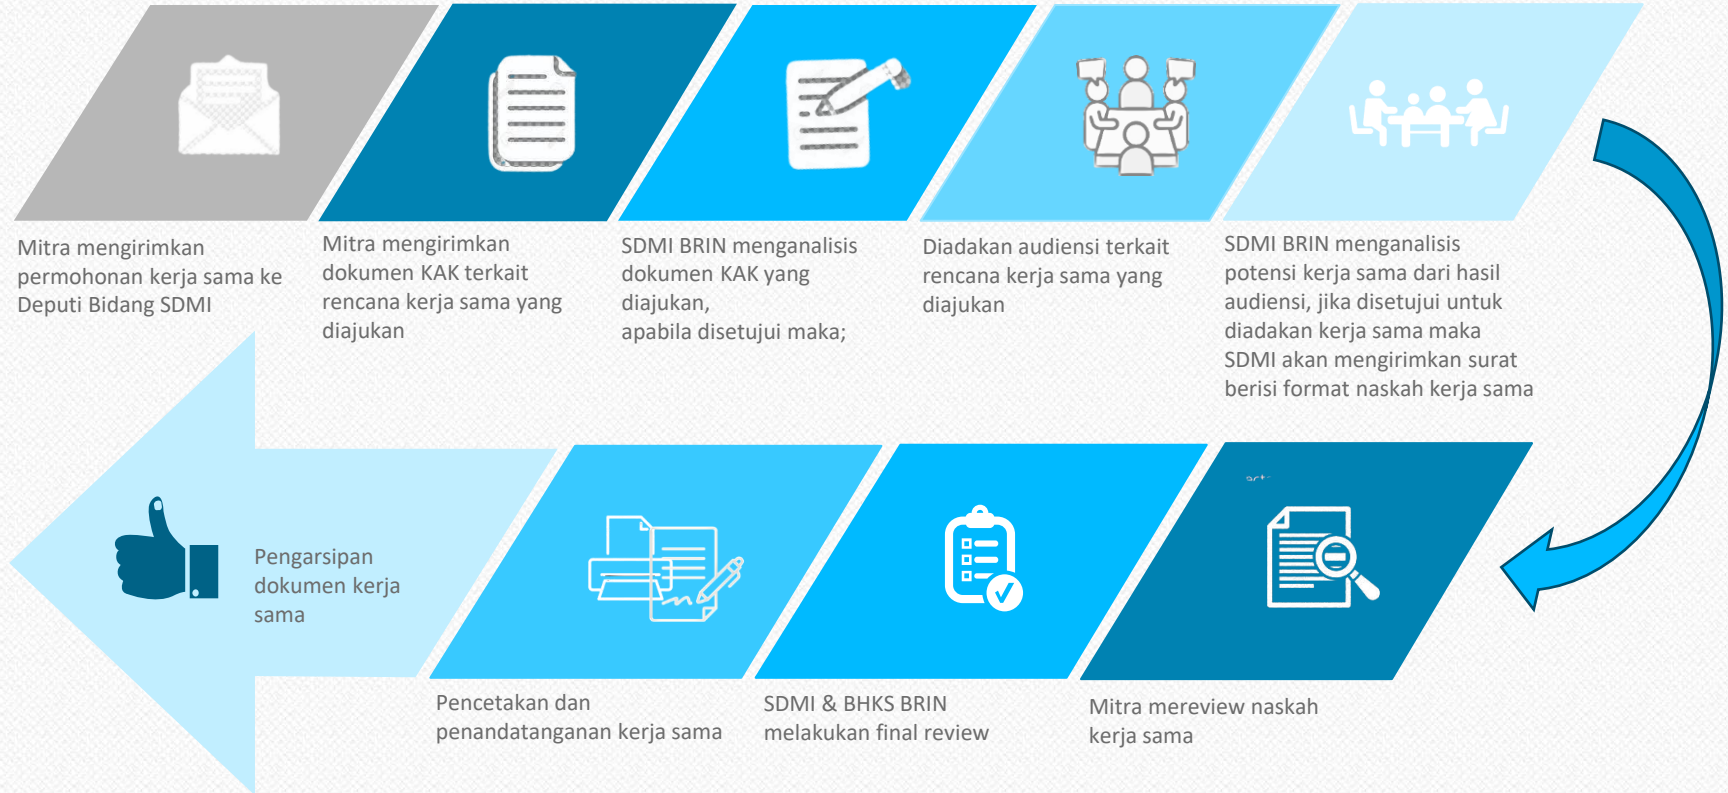 Mitra mengirimkan
permohonan kerja sama ke
Deputi Bidang SDMI
Mitra mengirimkan
dokumen KAK terkait
rencana kerja sama yang
diajukan
SDMI BRIN menganalisis
dokumen KAK yang
diajukan,
apabila disetujui maka;
Diadakan audiensi terkait
rencana kerja sama yang
diajukan
SDMI BRIN menganalisis
potensi kerja sama dari hasil
audiensi, jika disetujui untuk
diadakan kerja sama maka
SDMI akan mengirimkan surat
berisi format naskah kerja sama
Mitra mereview naskah
kerja sama
SDMI & BHKS BRIN
melakukan final review
Pencetakan dan
penandatanganan kerja sama
Pengarsipan
dokumen kerja
sama